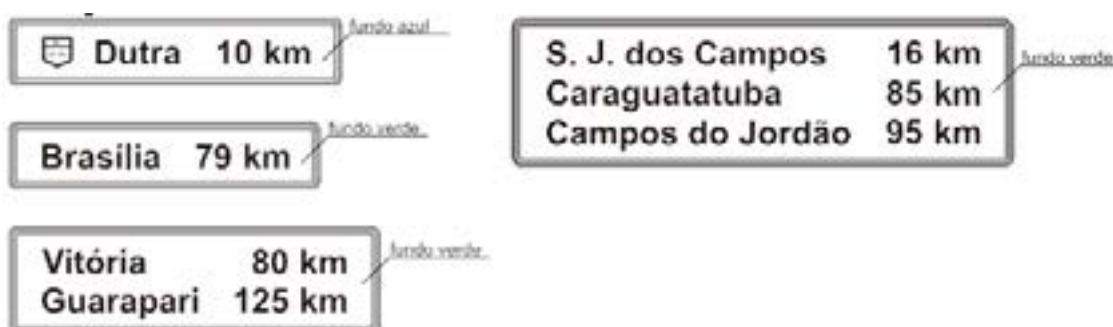 Dutra 10 km
fundo azul
Brasilia 79 km
fundo verde
Vitória 80 km
Guarapari 125 km
fundo verde
S. J. dos Campos 16 km
Caraguatatuba 85 km
Campos do Jordão 95 km
fundo verde